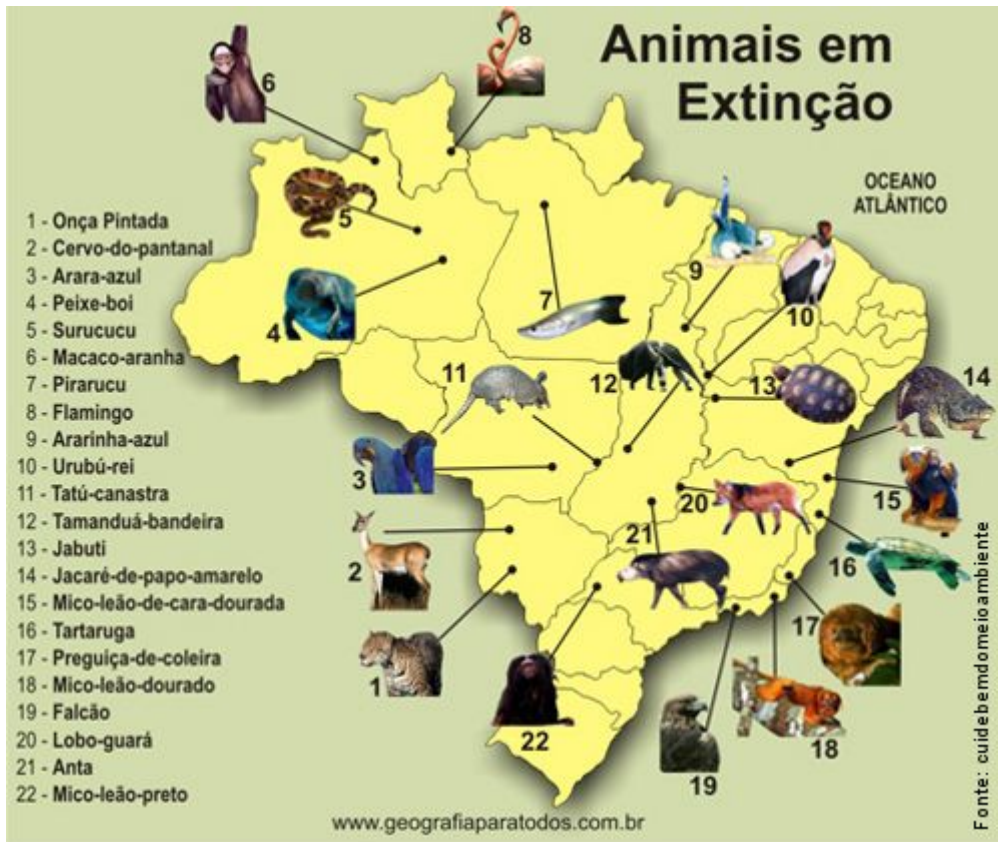 Animais em
Extinção
OCEANO
ATLÂNTICO
1 - Onça Pintada
2 - Cervo-do-pantanal
3 - Arara-azul
4 - Peixe-boi
5 - Surucucu
6 - Macaco-aranha
7 - Pirarucu
8 - Flamingo
9 - Ararinha-azul
10 - Urubú-rei
11 - Tatú-canastra
12 - Tamanduá-bandeira
13 - Jabuti
14 - Jacaré-de-papo-amarelo
15 - Mico-leão-de-cara-dourada
16 - Tartaruga
17 - Preguiça-de-coleira
18 - Mico-leão-dourado
19 - Falcão
20 - Lobo-guará
21 - Anta
22 - Mico-leão-preto
6
8
5
4
7
9
10
11
12
13
14
3
20
15
2
21
16
1
17
22
18
19
www.geografiaparatodos.com.br
Fonte: cuidebemdomeioambiente